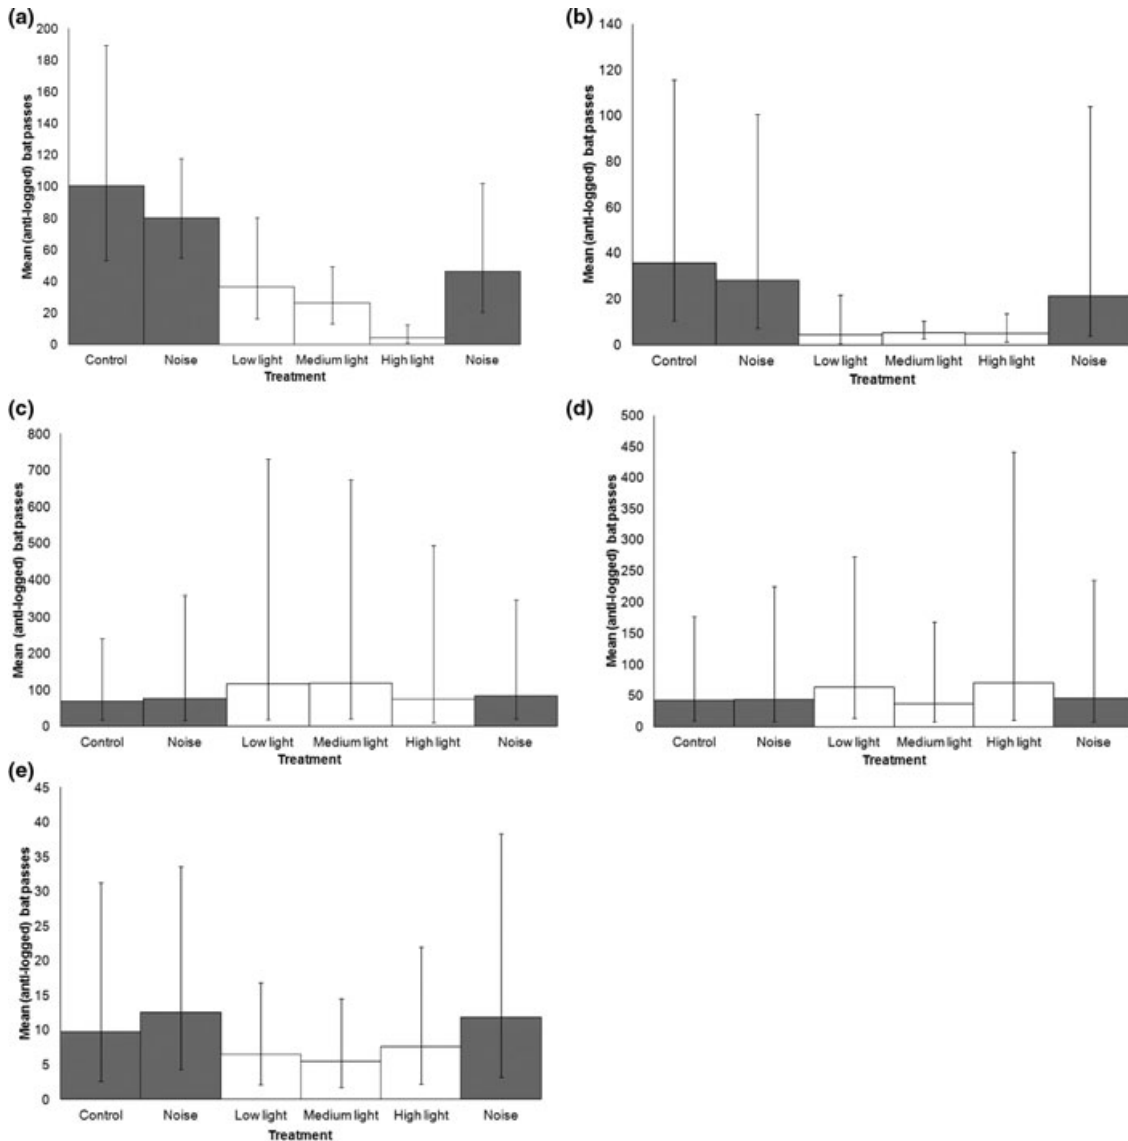 (a)
Mean (anti-logged) bat passes
200
180
160
140
120
100
80
60
40
20
0
Control Noise Low light Medium light High light Noise
Treatment
(b)
Mean (anti-logged) bat passes
140
120
100
80
60
40
20
0
Control Noise Low light Medium light High light Noise
Treatment
(c)
Mean (anti-logged) bat passes
800
700
600
500
400
300
200
100
0
Control Noise Low light Medium light High light Noise
Treatment
(d)
Mean (anti-logged) bat passes
500
450
400
350
300
250
200
150
100
50
0
Control Noise Low light Medium light High light Noise
Treatment
(e)
Mean (anti-logged) bat passes
45
40
35
30
25
20
15
10
5
0
Control Noise Low light Medium light High light Noise
Treatment